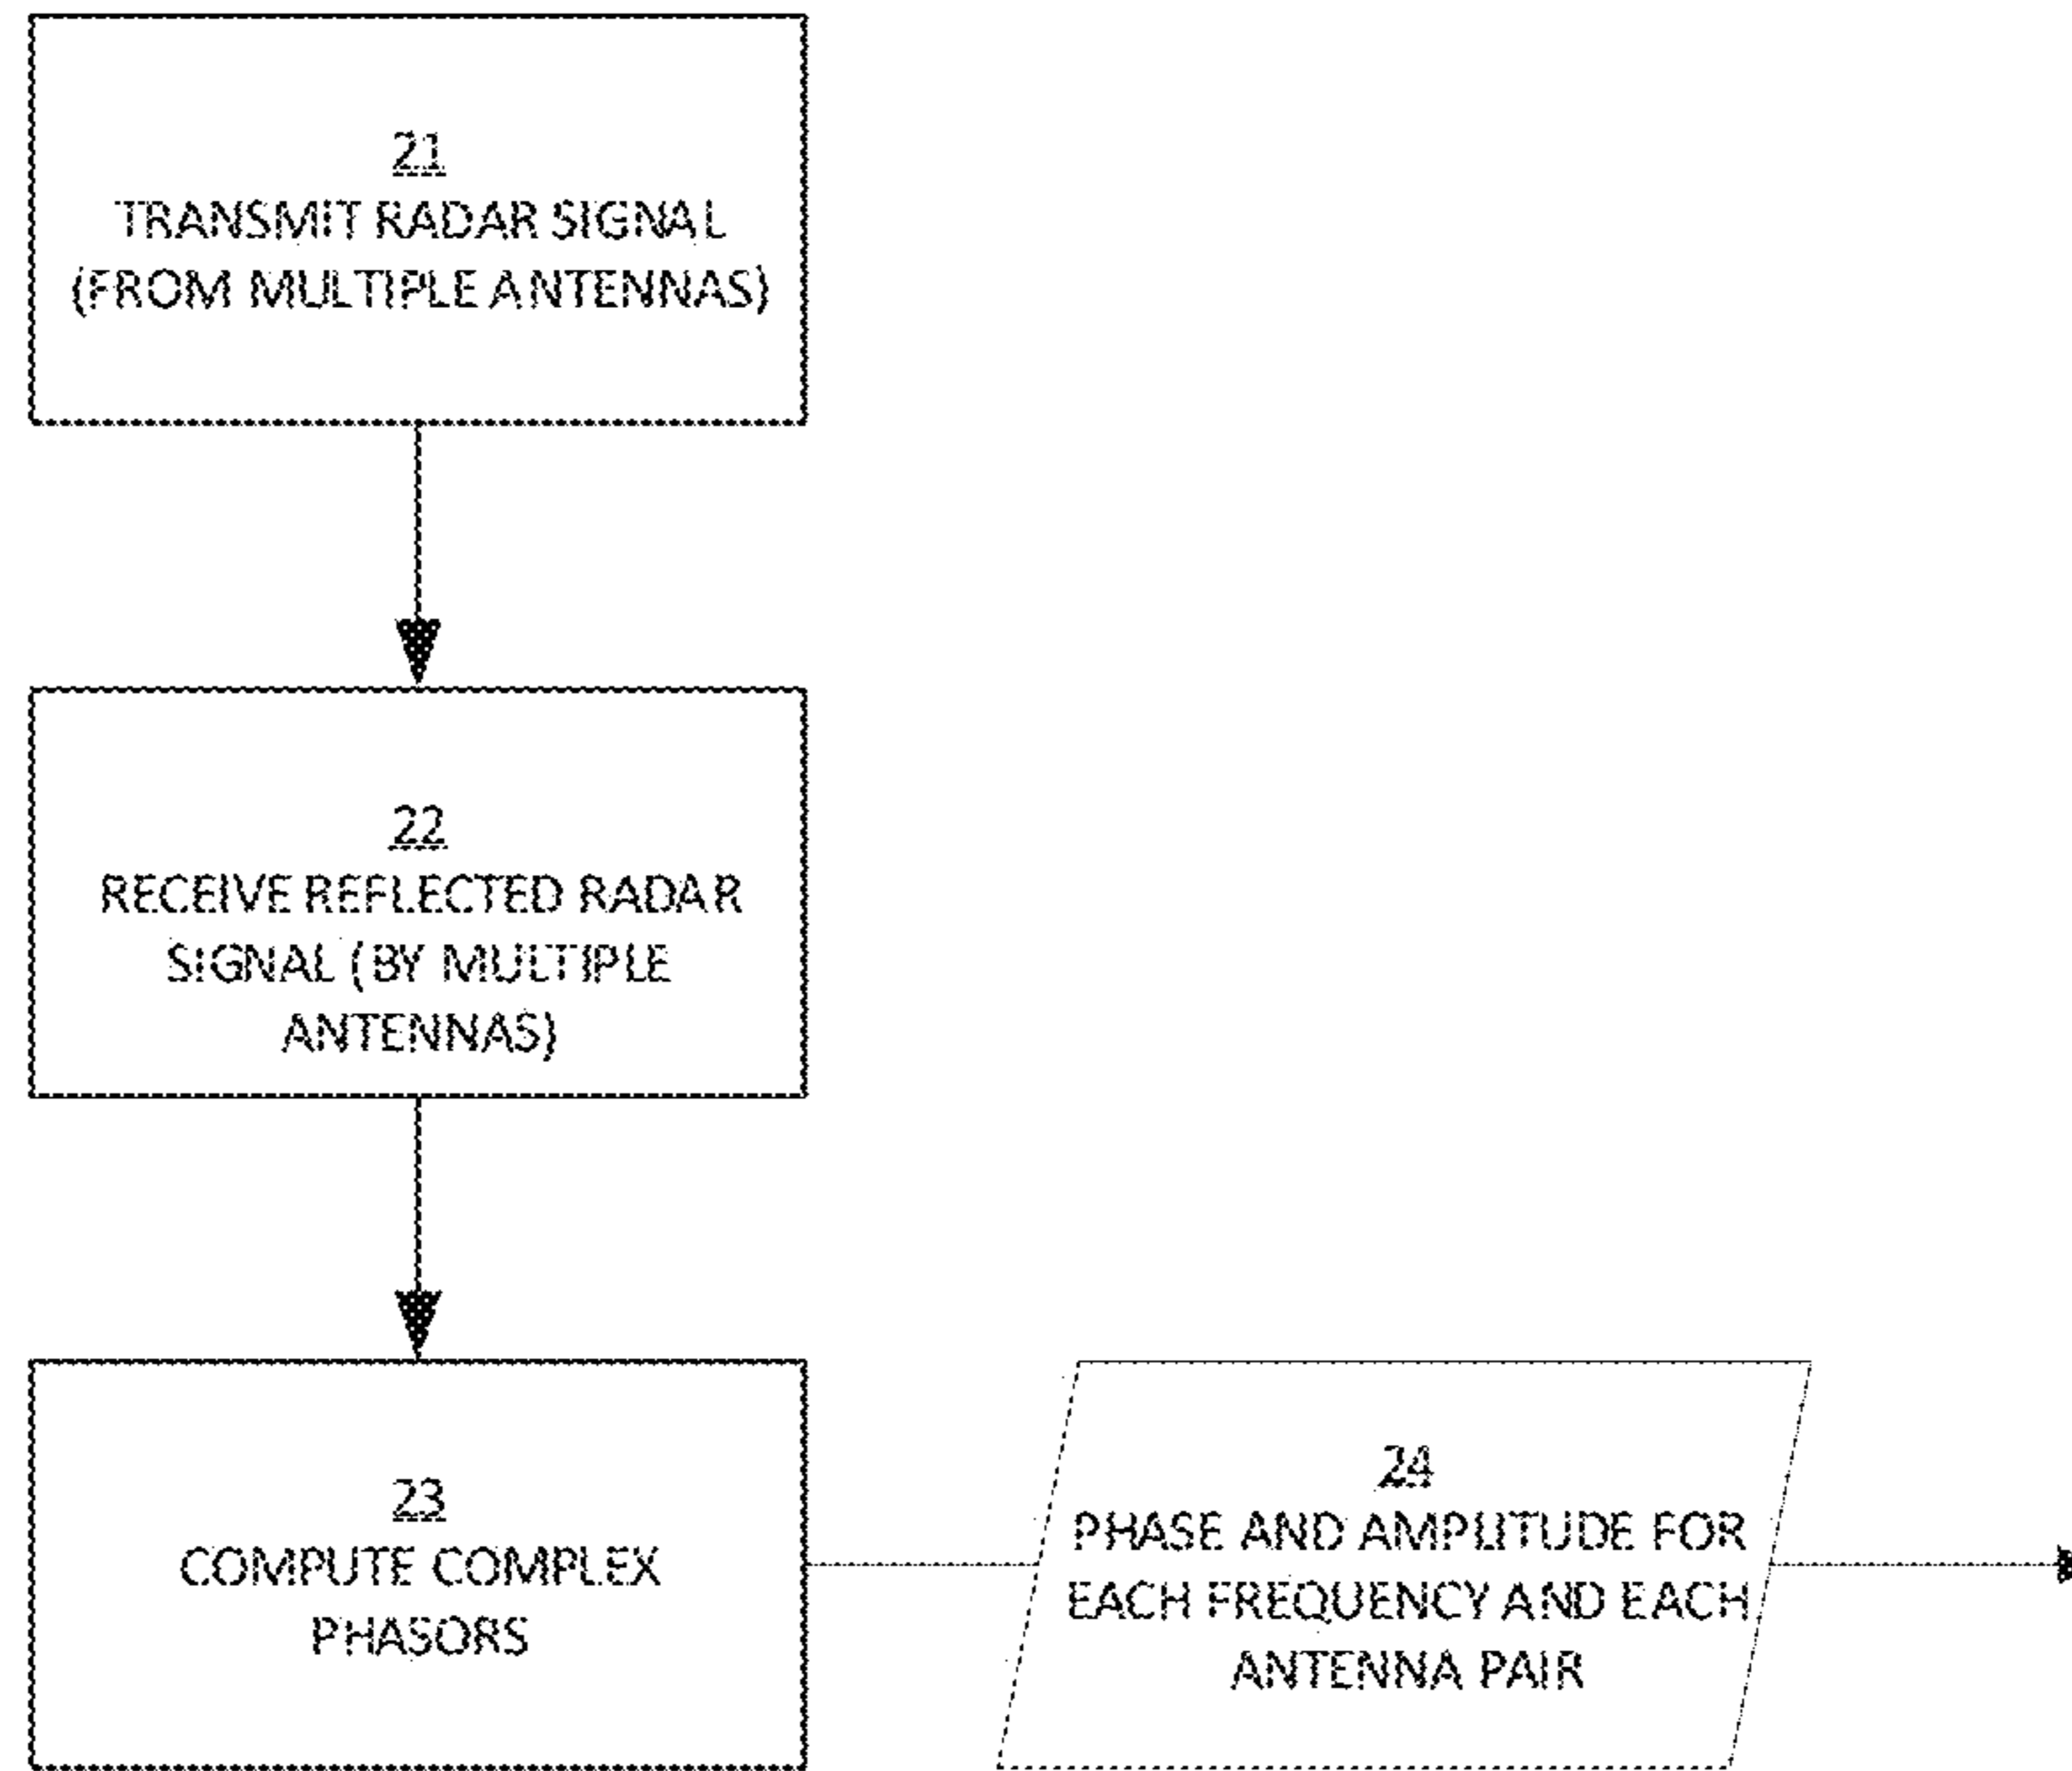 21
TRANSMIT RADAR SIGNAL
(FROM MULTIPLE ANTENNAS)
22
RECEIVE REFLECTED RADAR
SIGNAL (BY MULTIPLE
ANTENNAS)
23
COMPUTE COMPLEX
PHASORS
24
PHASE AND AMPLITUDE FOR
EACH FREQUENCY AND EACH
ANTENNA PAIR